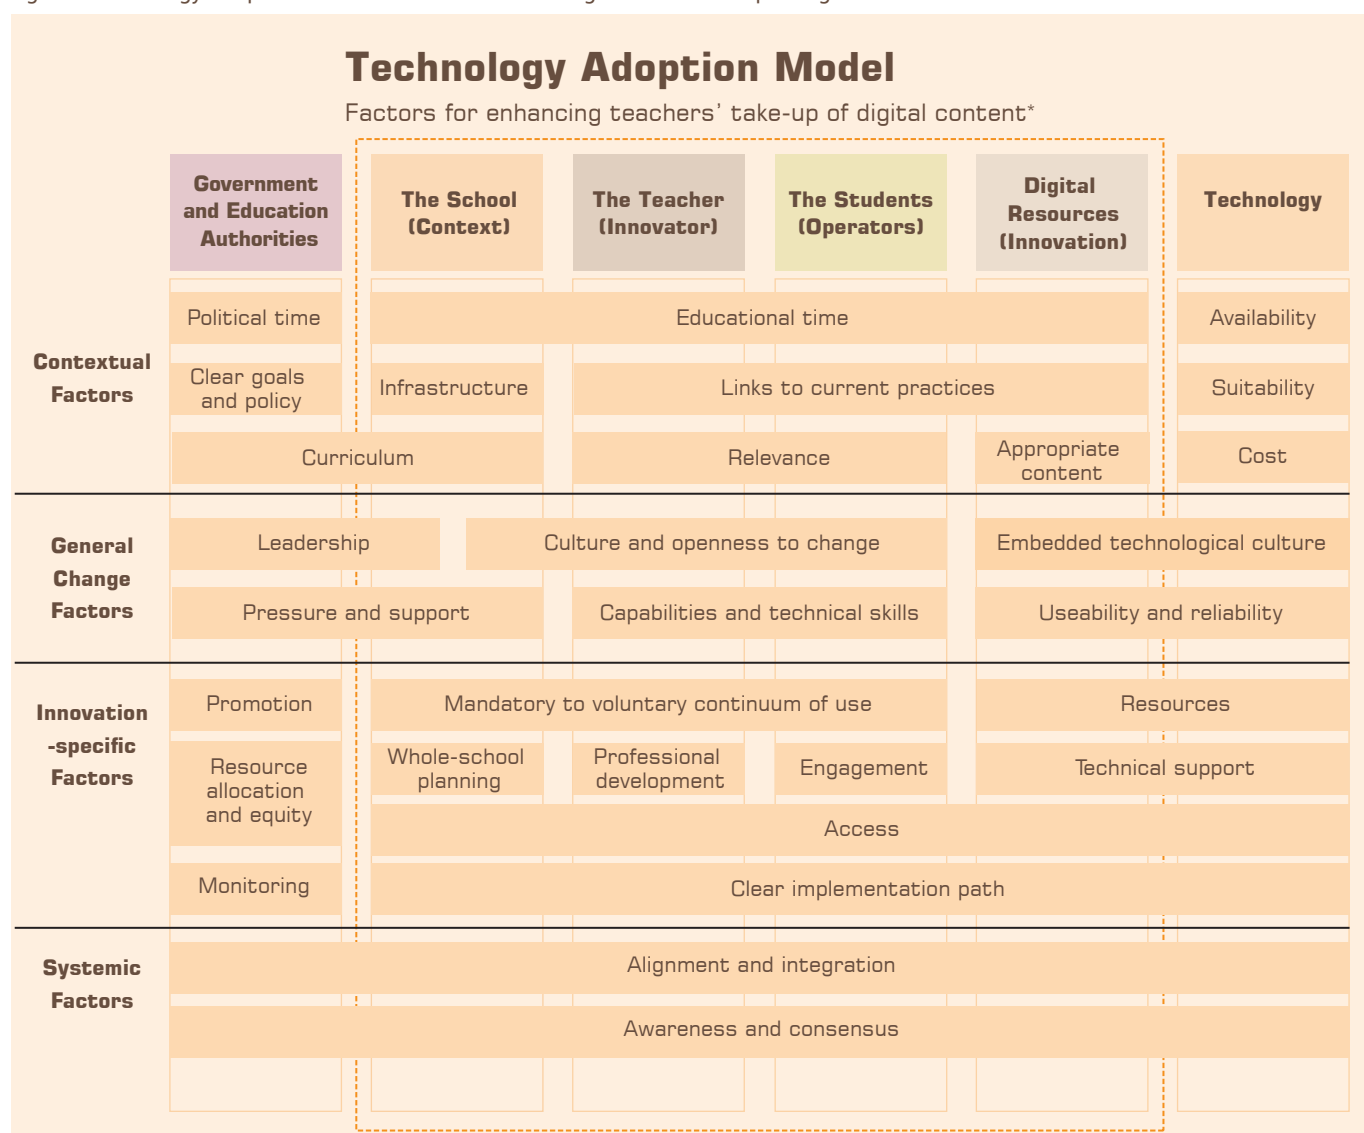 Technology Adoption Model
Factors for enhancing teachers’ take-up of digital content*
Government
and Education
Authorities
The School
(Context)
The Teacher
(Innovator)
The Students
(Operators)
Digital
Resources
(Innovation)
Technology
Contextual
Factors
Political time
Educational time
Availability
Clear goals
and policy
Infrastructure
Links to current practices
Suitability
Curriculum
Relevance
Appropriate
content
Cost
General
Change
Factors
Leadership
Culture and openness to change
Embedded technological culture
Pressure and support
Capabilities and technical skills
Useability and reliability
Innovation
-specific
Factors
Promotion
Mandatory to voluntary continuum of use
Resources
Resource
allocation
and equity
Whole-school
planning
Professional
development
Engagement
Technical support
Access
Monitoring
Clear implementation path
Systemic
Factors
Alignment and integration
Awareness and consensus